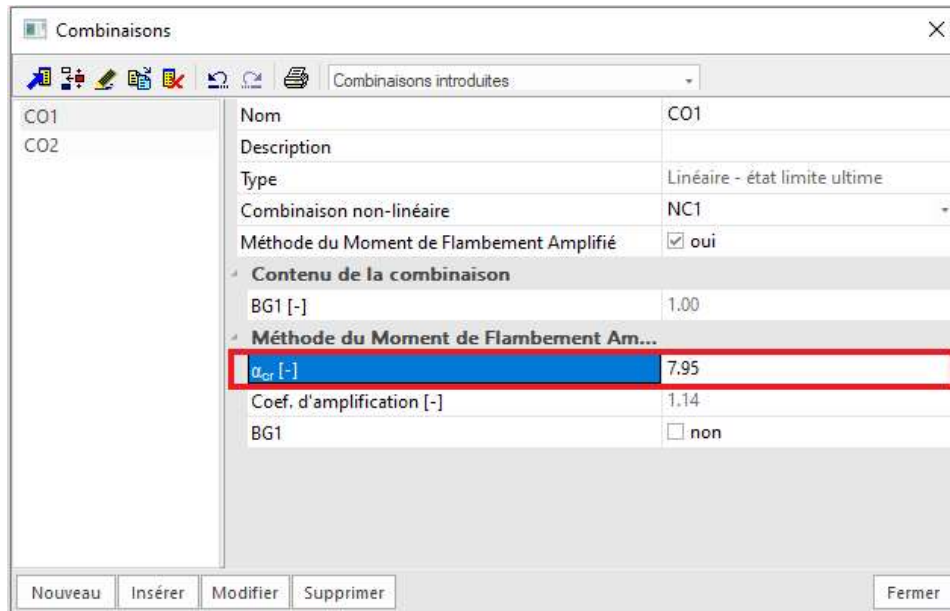 Combinaisons
Combinaisons introduites
CO1
CO2
Nom CO1
Description
Type Linéaire - état limite ultime
Combinaison non-linéaire NC1
Méthode du Moment de Flambement Amplifié oui
Contenu de la combinaison
BG1 [-] 1.00
Méthode du Moment de Flambement Am...
αcr [-] 7.95
Coef. d'amplification [-] 1.14
BG1 non
Nouveau Insérer Modifier Supprimer Fermer